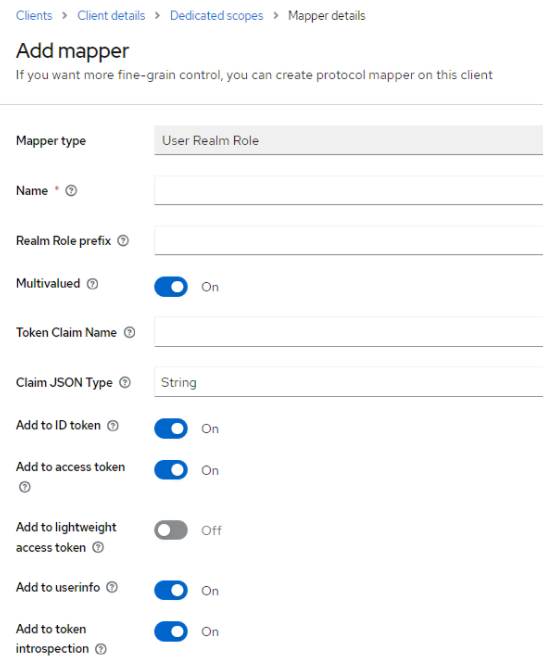 Clients > Client details > Dedicated scopes > Mapper details
Add mapper
If you want more fine-grain control, you can create protocol mapper on this client
Mapper type User Realm Role
Name *
Realm Role prefix
Multivalued On
Token Claim Name
Claim JSON Type String
Add to ID token On
Add to access token On
Add to lightweight access token Off
Add to userinfo On
Add to token introspection On